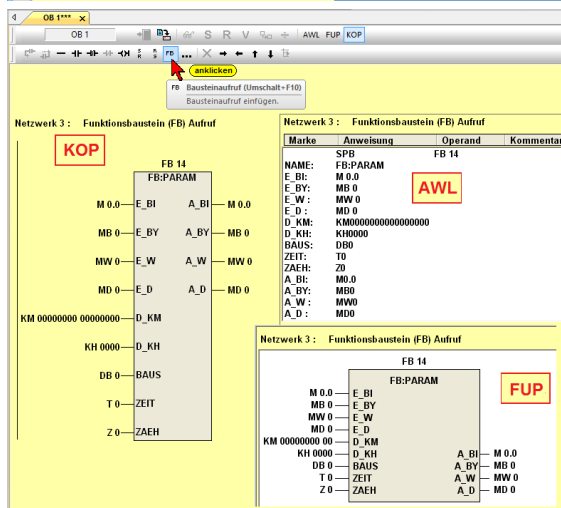 OB 1***
OB 1
S R V
AWL FUP KOP
FB ...
anklicken
FB Bausteinaufruf (Umschalt+F10)
Bausteinaufruf einfügen.
Netzwerk 3 : Funktionsbaustein (FB) Aufruf
KOP
FB 14
FB:PARAM
M 0.0 E_BI A_BI M 0.0
MB 0 E_BY A_BY MB 0
MW 0 E_W A_W MW 0
MD 0 E_D A_D MD 0
KM 00000000 00000000 D_KM
KH 0000 D_KH
DB 0 BAUS
T 0 ZEIT
Z 0 ZAEH
Netzwerk 3 : Funktionsbaustein (FB) Aufruf
Marke Anweisung Operand Kommentar
SPB FB 14
NAME: FB:PARAM
E_BI: M 0.0
E_BY: MB 0
E_W : MW 0
E_D : MD 0
D_KM: KM0000000000000000
D_KH: KH0000
BAUS: DB0
ZEIT: T0
ZAEH: Z0
A_BI: M0.0
A_BY: MB0
A_W : MW0
A_D : MD0
AWL
Netzwerk 3 : Funktionsbaustein (FB) Aufruf
FB 14
FB:PARAM
FUP
M 0.0 E_BI
MB 0 E_BY
MW 0 E_W
MD 0 E_D
KM 00000000 00 D_KM
KH 0000 D_KH A_BI M 0.0
DB 0 BAUS A_BY MB 0
T 0 ZEIT A_W MW 0
Z 0 ZAEH A_D MD 0